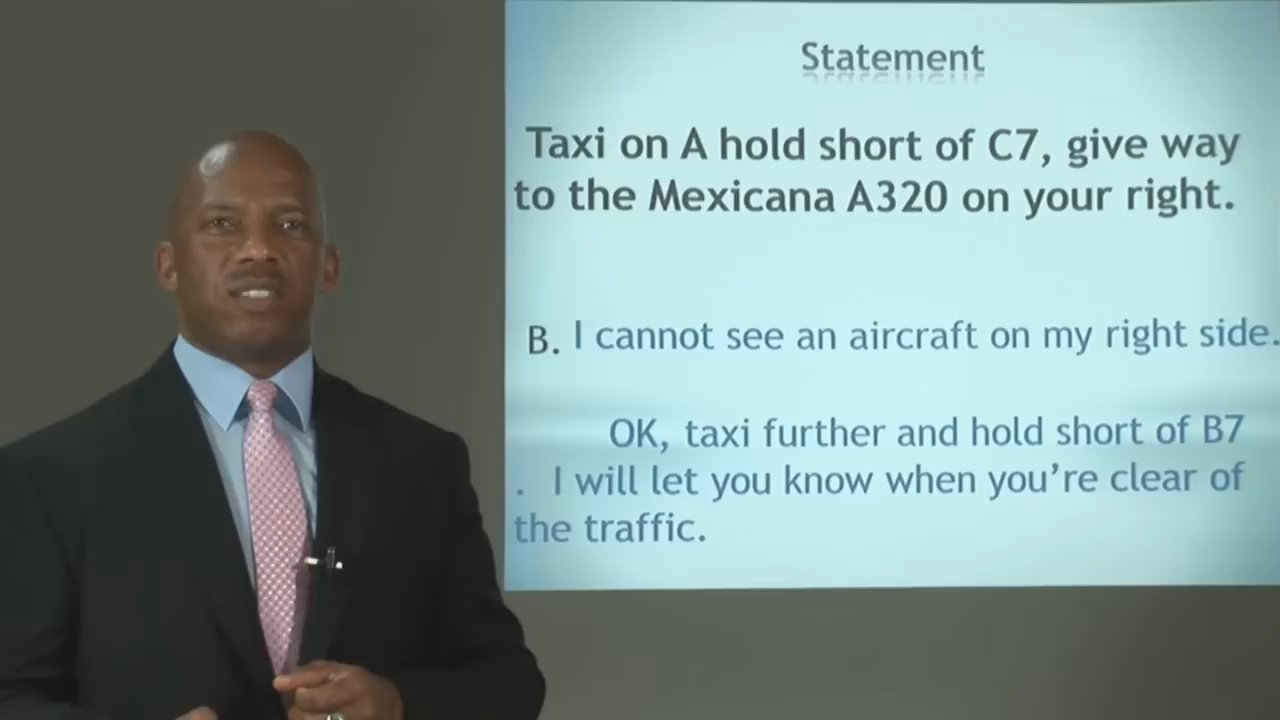 Statement
Taxi on A hold short of C7, give way
to the Mexicana A320 on your right.
B. I cannot see an aircraft on my right side.
OK, taxi further and hold short of B7
. I will let you know when you're clear of
the traffic.